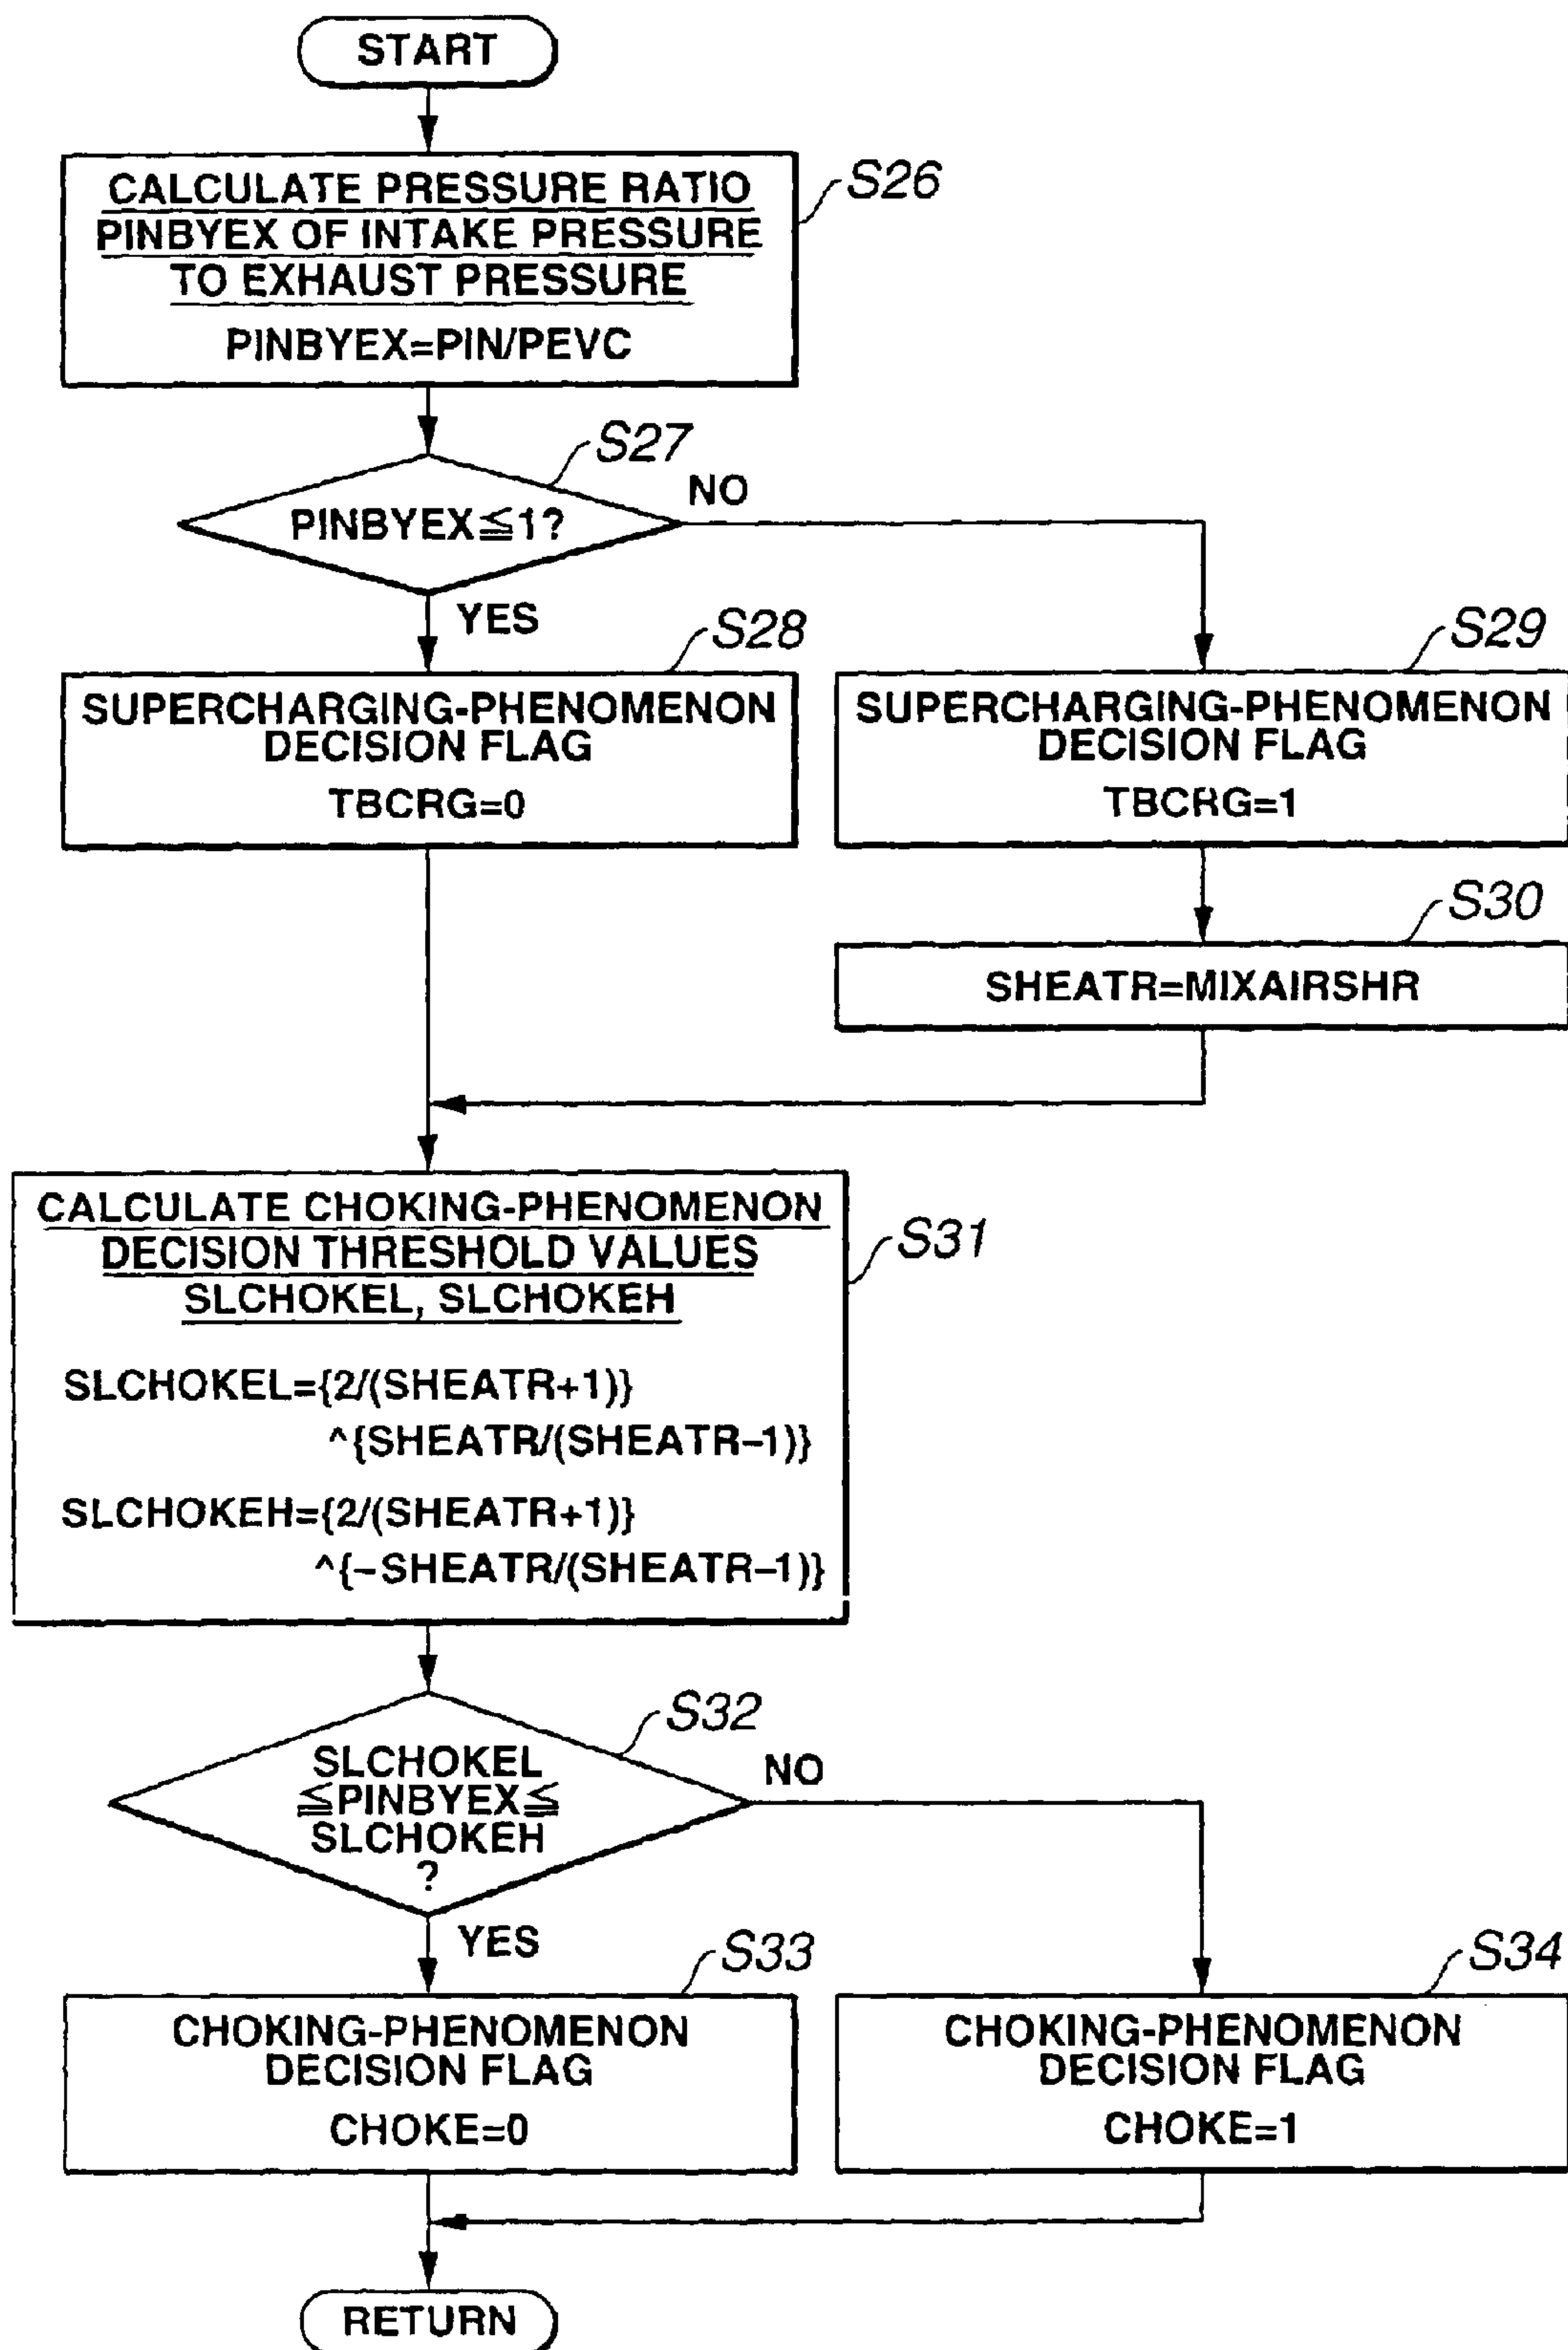 START
CALCULATE PRESSURE RATIO
PINBYEX OF INTAKE PRESSURE
TO EXHAUST PRESSURE
PINBYEX=PIN/PEVC
S26
S27
PINBYEX≦1?
NO
YES
S28
SUPERCHARGING-PHENOMENON
DECISION FLAG
TBCRG=0
S29
SUPERCHARGING-PHENOMENON
DECISION FLAG
TBCRG=1
S30
SHEATR=MIXAIRSHR
CALCULATE CHOKING-PHENOMENON
DECISION THRESHOLD VALUES
SLCHOKEL, SLCHOKEH
SLCHOKEL={2/(SHEATR+1)}
^{SHEATR/(SHEATR-1)}
SLCHOKEH={2/(SHEATR+1)}
^{-SHEATR/(SHEATR-1)}
S31
S32
SLCHOKEL
≦PINBYEX≦
SLCHOKEH
?
NO
YES
S33
CHOKING-PHENOMENON
DECISION FLAG
CHOKE=0
S34
CHOKING-PHENOMENON
DECISION FLAG
CHOKE=1
RETURN